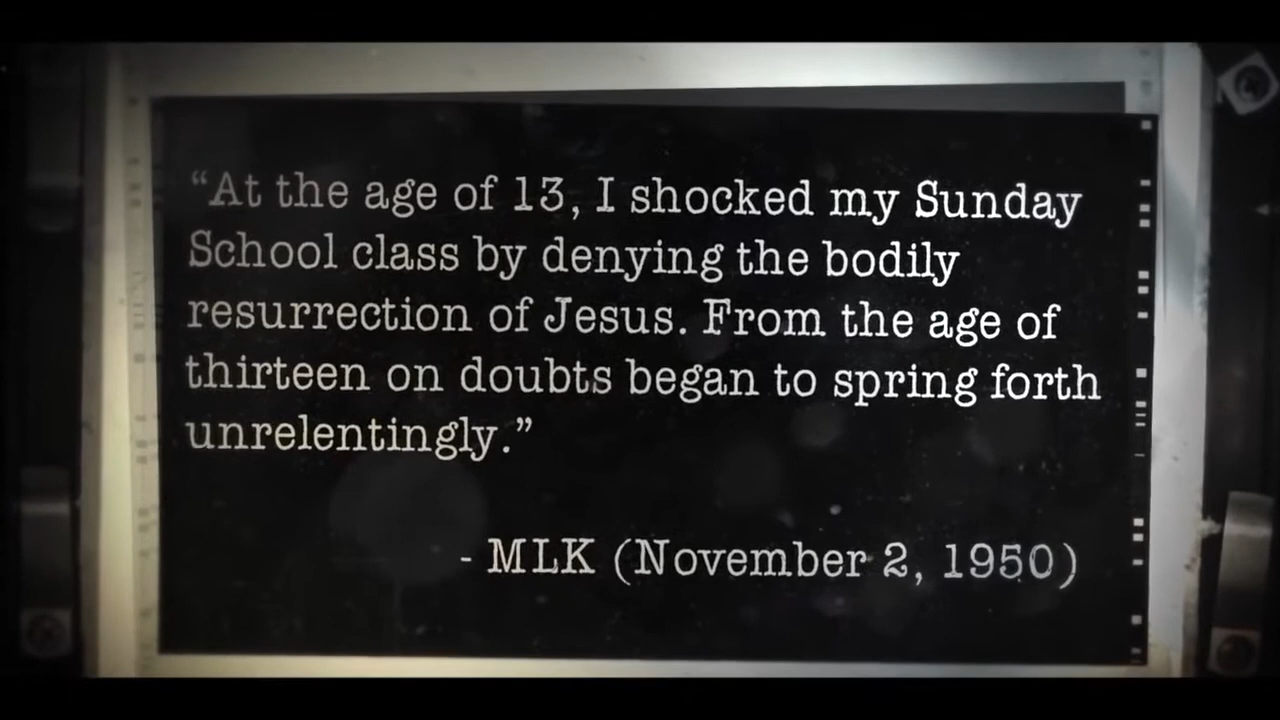 “At the age of 13, I shocked my Sunday
School class by denying the bodily
resurrection of Jesus. From the age of
thirteen on doubts began to spring forth
unrelentingly.”
- MLK (November 2, 1950)